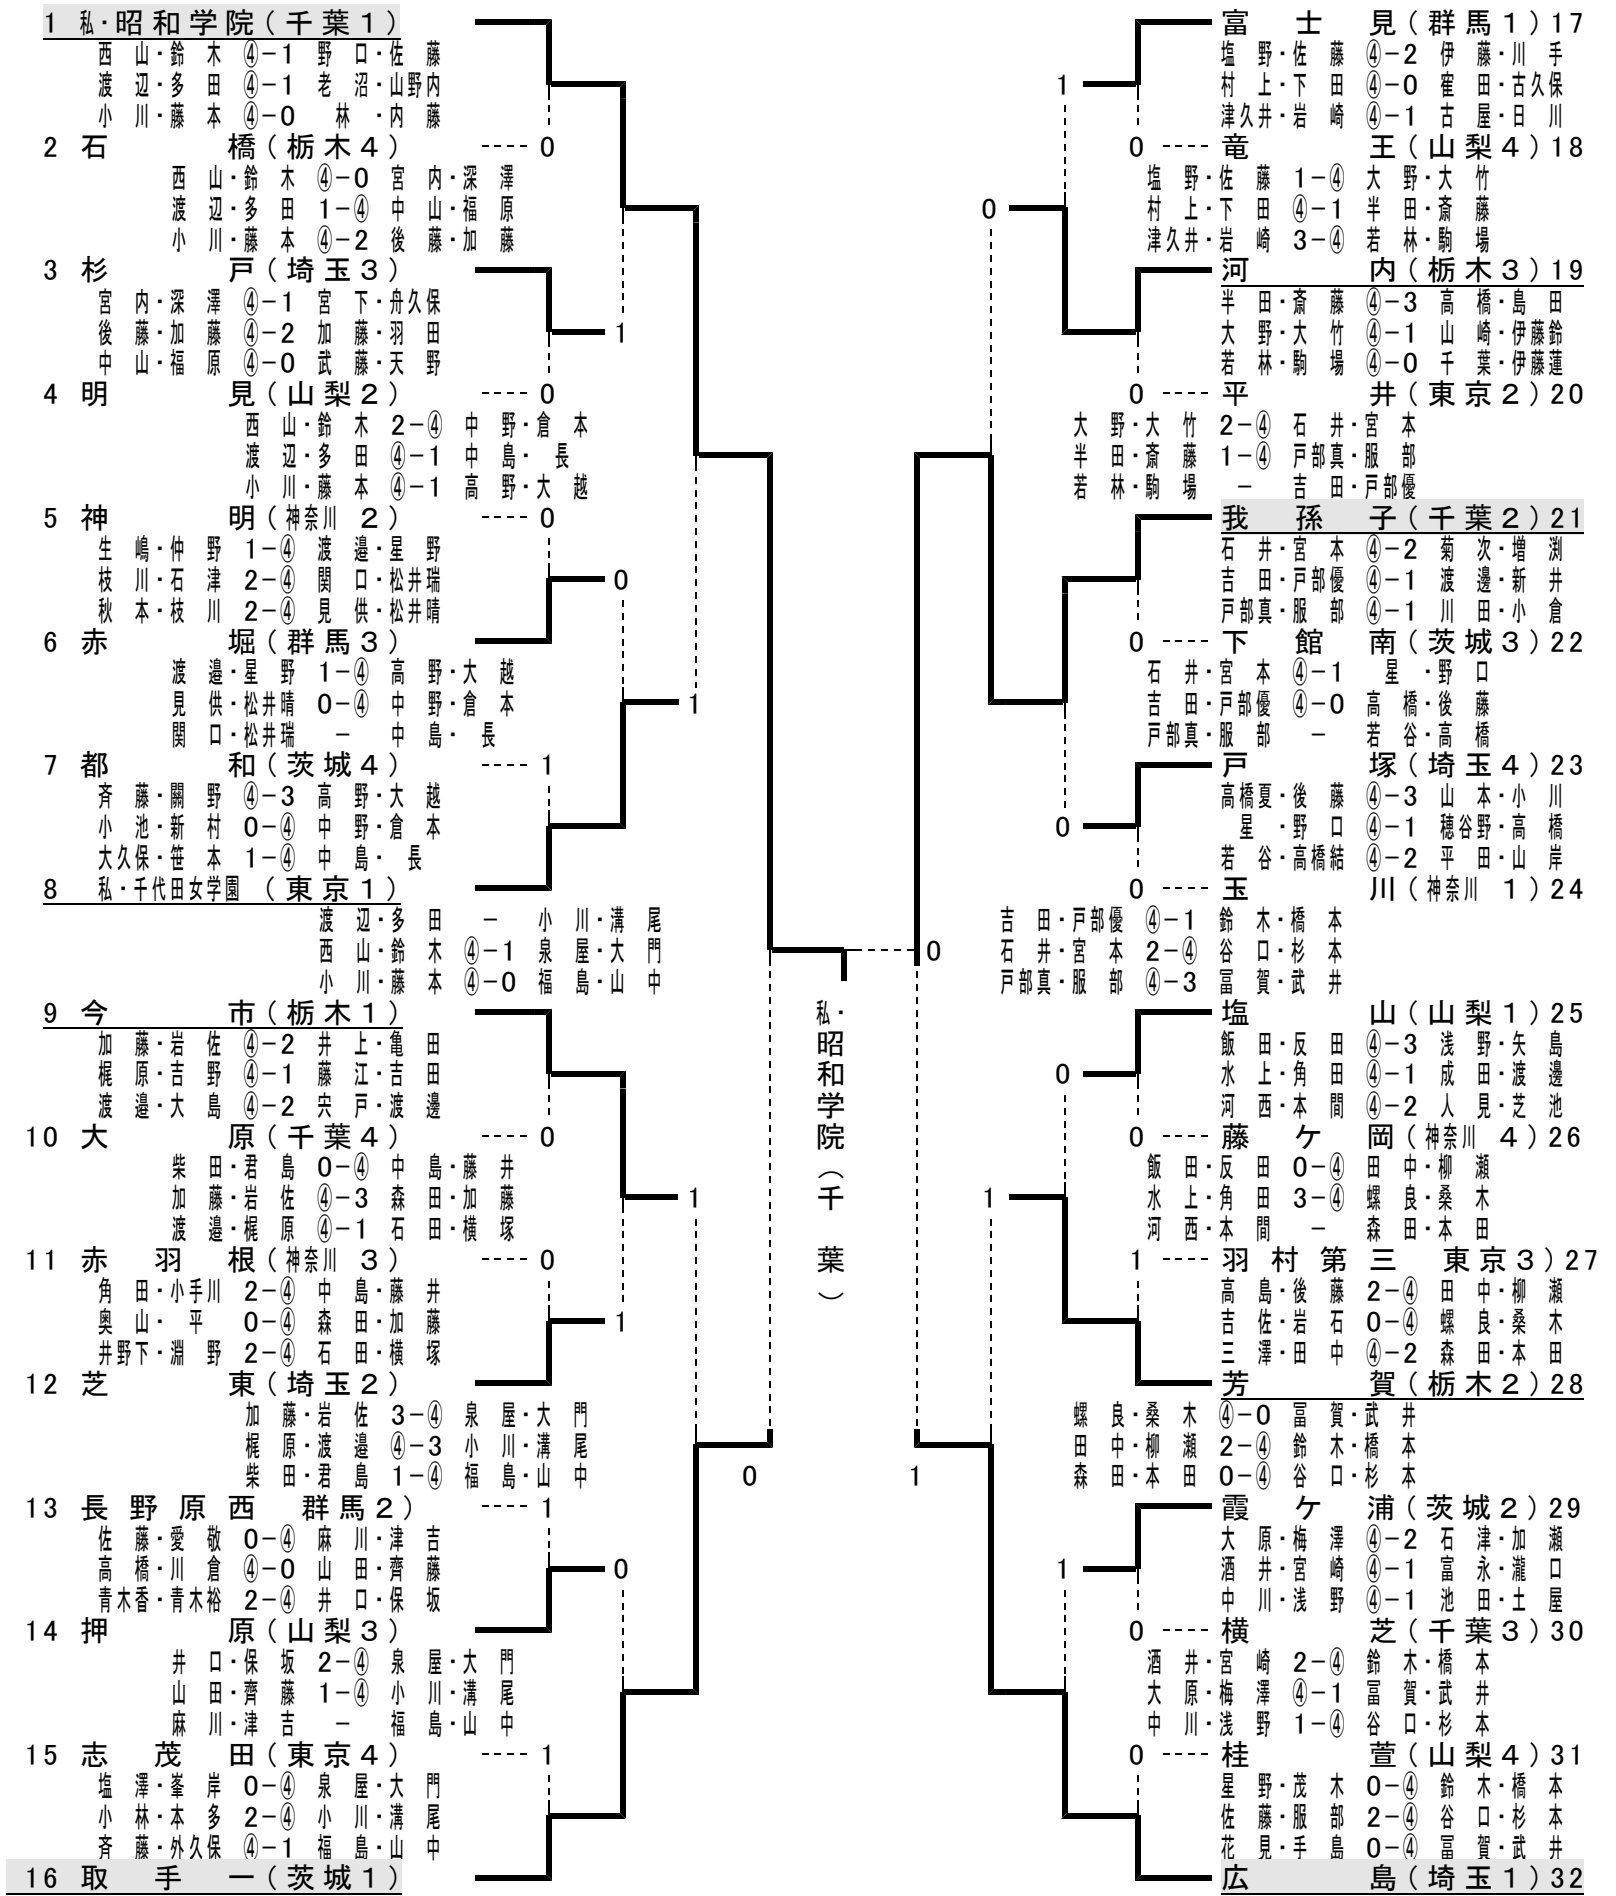 1 私・昭和学院(千葉1)
西山・鈴木 ④-1 野口・佐藤
渡辺・多田 ④-1 老沼・山野内
小川・藤本 ④-0 林・内藤
0
2 石橋(栃木4)
西山・鈴木 ④-0 宮内・深澤
渡辺・多田 1-④ 中山・福原
小川・藤本 ④-2 後藤・加藤
3 杉戸(埼玉3)
宮内・深澤 ④-1 宮下・舟久保
後藤・加藤 ④-2 加藤・羽田
1
中山・福原 ④-0 武藤・天野
4 明見(山梨2)
0
西山・鈴木 2-④ 中野・倉本
渡辺・多田 ④-1 中島・長
小川・藤本 ④-1 高野・大越
5 神明(神奈川2)
0
生嶋・仲野 1-④ 渡邉・星野
枝川・石津 2-④ 関口・松井瑞
0
秋本・枝川 2-④ 見供・松井晴
6 赤堀(群馬3)
渡邉・星野 1-④ 高野・大越
見供・松井晴 0-④ 中野・倉本
1
関口・松井瑞 - 中島・長
7 都和(茨城4)
1
斉藤・關野 ④-3 高野・大越
小池・新村 0-④ 中野・倉本
大久保・笹本 1-④ 中島・長
8 私・千代田女学園(東京1)
渡辺・多田 - 小川・溝尾
西山・鈴木 ④-1 泉屋・大門
小川・藤本 ④-0 福島・山中
9 今市(栃木1)
加藤・岩佐 ④-2 井上・亀田
梶原・吉野 ④-1 藤江・吉田
渡邉・大島 ④-2 宍戸・渡邊
10 大原(千葉4)
0
柴田・君島 0-④ 中島・藤井
加藤・岩佐 ④-3 森田・加藤
1
渡邉・梶原 ④-1 石田・横塚
11 赤羽根(神奈川3)
0
角田・小手川 2-④ 中島・藤井
奥山・平 0-④ 森田・加藤
1
井野下・淵野 2-④ 石田・横塚
12 芝東(埼玉2)
加藤・岩佐 3-④ 泉屋・大門
梶原・渡邉 ④-3 小川・溝尾
柴田・君島 1-④ 福島・山中
0
13 長野原西 群馬2)
1
佐藤・愛敬 0-④ 麻川・津吉
高橋・川倉 ④-0 山田・齊藤
0
青木香・青木裕 2-④ 井口・保坂
14 押原(山梨3)
井口・保坂 2-④ 泉屋・大門
山田・齊藤 1-④ 小川・溝尾
麻川・津吉 - 福島・山中
15 志茂田(東京4)
1
塩澤・峯岸 0-④ 泉屋・大門
小林・本多 2-④ 小川・溝尾
斉藤・外久保 ④-1 福島・山中
16 取手一(茨城1)
私・昭和学院(千葉)
富士見(群馬1)17
塩野・佐藤 ④-2 伊藤・川手
1
村上・下田 ④-0 窪田・古久保
津久井・岩崎 ④-1 古屋・日川
0
竜王(山梨4)18
塩野・佐藤 1-④ 大野・大竹
0
村上・下田 ④-1 半田・斎藤
津久井・岩崎 3-④ 若林・駒場
河内(栃木3)19
半田・斎藤 ④-3 高橋・島田
大野・大竹 ④-1 山崎・伊藤鈴
若林・駒場 ④-0 千葉・伊藤蓮
0
平井(東京2)20
大野・大竹 2-④ 石井・宮本
半田・斎藤 1-④ 戸部真・服部
若林・駒場 - 吉田・戸部優
我孫子(千葉2)21
石井・宮本 ④-2 菊次・増渕
吉田・戸部優 ④-1 渡邊・新井
戸部真・服部 ④-1 川田・小倉
0
下館南(茨城3)22
石井・宮本 ④-1 星・野口
吉田・戸部優 ④-0 高橋・後藤
戸部真・服部 - 若谷・高橋
戸塚(埼玉4)23
高橋夏・後藤 ④-3 山本・小川
0
星・野口 ④-1 穂谷野・高橋
若谷・高橋結 ④-2 平田・山岸
0
玉川(神奈川1)24
吉田・戸部優 ④-1 鈴木・橋本
0
石井・宮本 2-④ 谷口・杉本
戸部真・服部 ④-3 冨賀・武井
塩山(山梨1)25
飯田・反田 ④-3 浅野・矢島
0
水上・角田 ④-1 成田・渡邊
河西・本間 ④-2 人見・芝池
0
藤ケ岡(神奈川4)26
飯田・反田 0-④ 田中・柳瀬
1
水上・角田 3-④ 螺良・桑木
河西・本間 - 森田・本田
1
羽村第三 東京3)27
高島・後藤 2-④ 田中・柳瀬
吉佐・岩石 0-④ 螺良・桑木
三澤・田中 ④-2 森田・本田
芳賀(栃木2)28
螺良・桑木 ④-0 冨賀・武井
田中・柳瀬 2-④ 鈴木・橋本
森田・本田 0-④ 谷口・杉本
1
霞ケ浦(茨城2)29
大原・梅澤 ④-2 石津・加瀬
1
酒井・宮崎 ④-1 富永・瀧口
中川・浅野 ④-1 池田・土屋
0
横芝(千葉3)30
酒井・宮崎 2-④ 鈴木・橋本
大原・梅澤 ④-1 冨賀・武井
中川・浅野 1-④ 谷口・杉本
0
桂萱(山梨4)31
星野・茂木 0-④ 鈴木・橋本
佐藤・服部 2-④ 谷口・杉本
花見・手島 0-④ 冨賀・武井
広島(埼玉1)32